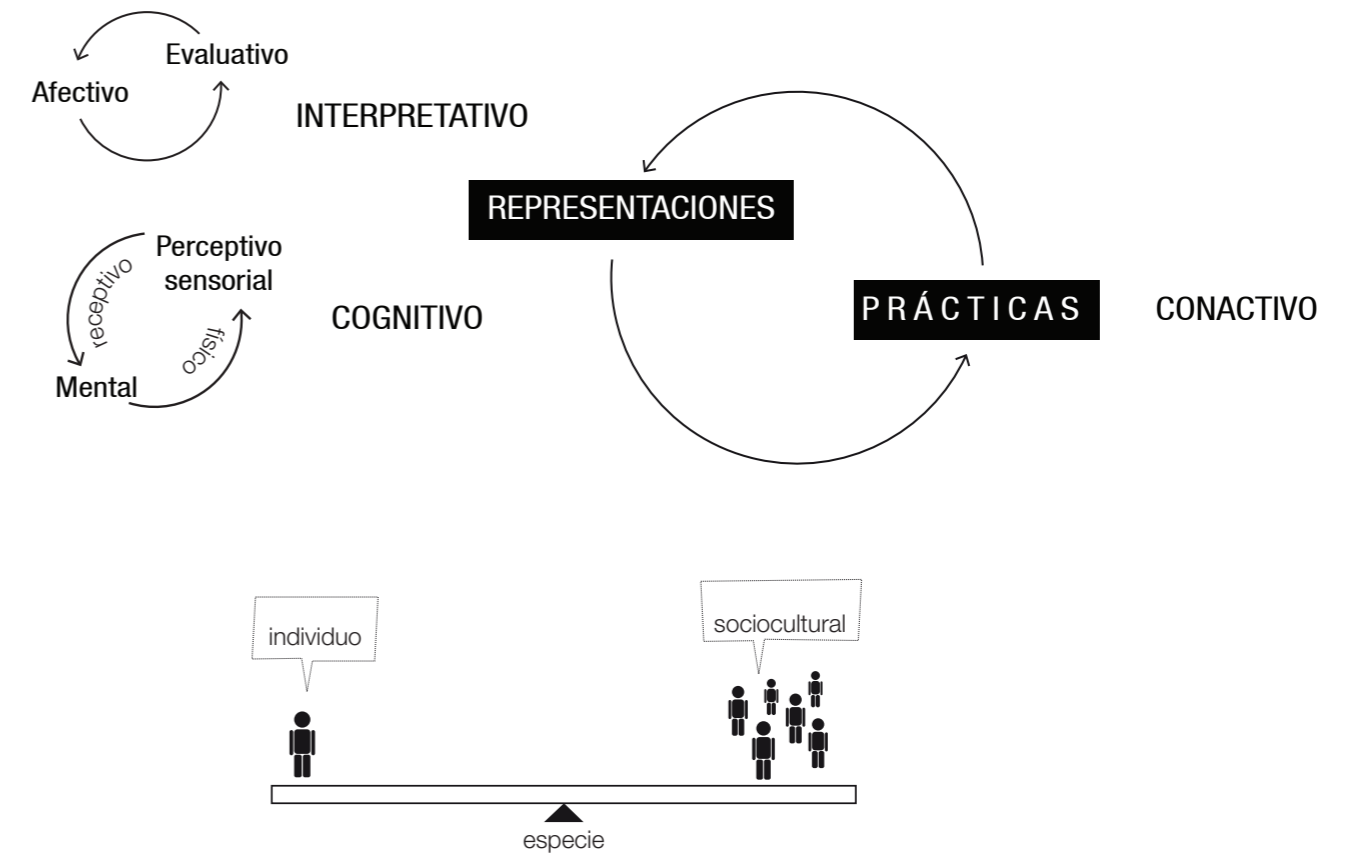 Evaluativo
Afectivo
INTERPRETATIVO
REPRESENTACIONES
Perceptivo
sensorial
receptivo
físico
Mental
COGNITIVO
PRÁCTICAS
CONACTIVO
individuo
sociocultural
especie